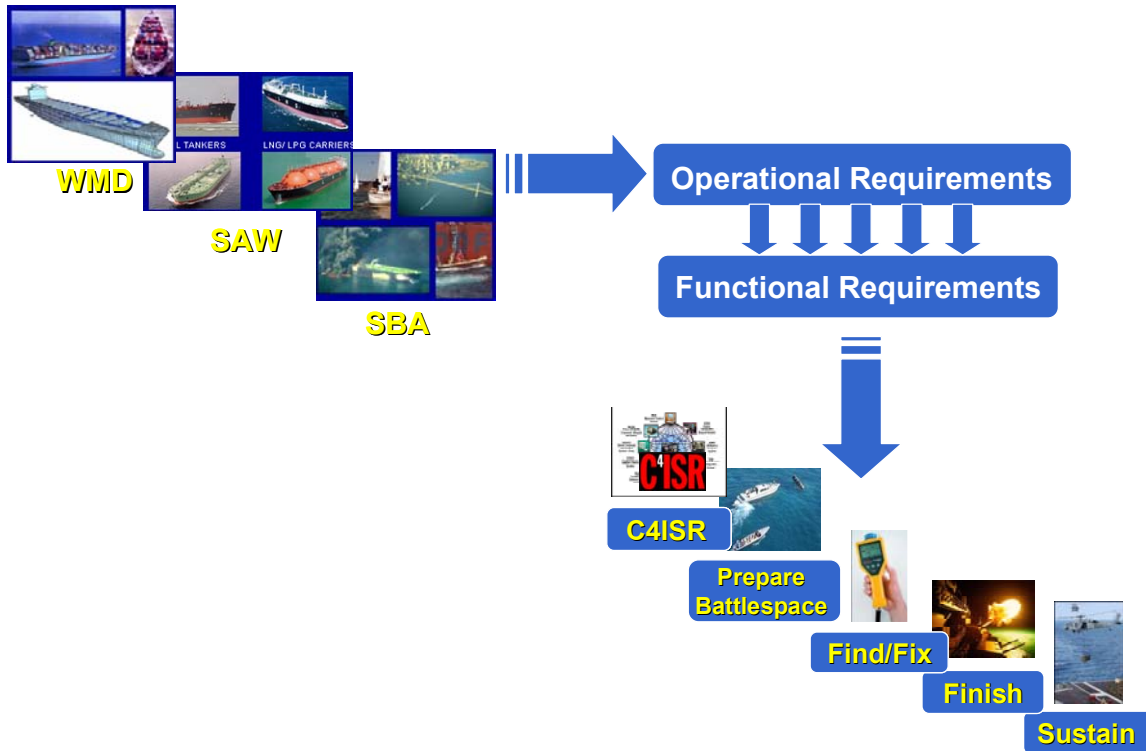 WMD
L TANKERS
LNG/ LPG CARRIERS
SAW
SBA
Operational Requirements
Functional Requirements
C4ISR
C4ISR
Prepare
Battlespace
Find/Fix
Finish
Sustain